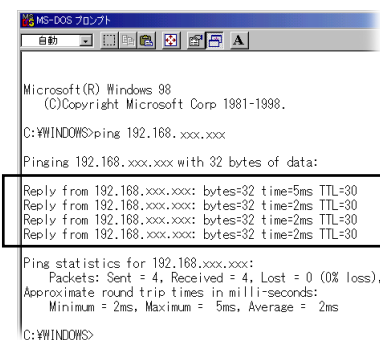 MS-DOS プロンプト
自動
A
Microsoft(R) Windows 98
(C)Copyright Microsoft Corp 1981-1998.
C:¥WINDOWS>ping 192.168.xxx.xxx
Pinging 192.168.xxx.xxx with 32 bytes of data:
Reply from 192.168.xxx.xxx: bytes=32 time=5ms TTL=30
Reply from 192.168.xxx.xxx: bytes=32 time=2ms TTL=30
Reply from 192.168.xxx.xxx: bytes=32 time=2ms TTL=30
Reply from 192.168.xxx.xxx: bytes=32 time=2ms TTL=30
Ping statistics for 192.168.xxx.xxx:
Packets: Sent = 4, Received = 4, Lost = 0 (0% loss),
Approximate round trip times in milli-seconds:
Minimum = 2ms, Maximum =  5ms, Average =  2ms
C:¥WINDOWS>